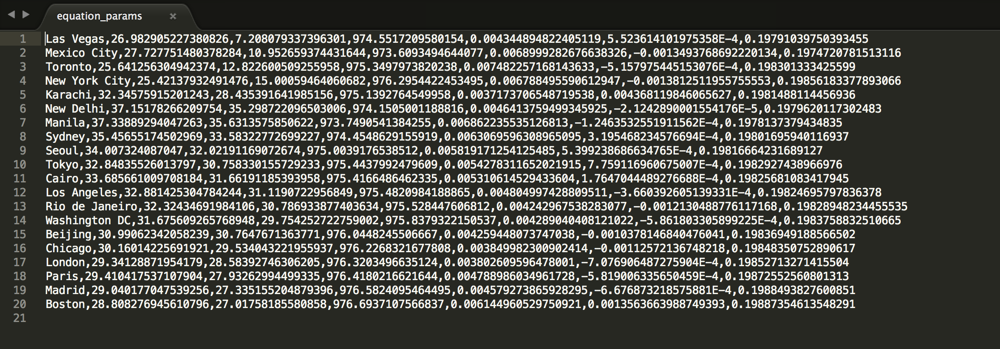 equation_params
1 Las Vegas,26.982905227380826,7.208079337396301,974.5517209580154,0.004344894822405119,5.523614101975358E-4,0.19791039750393455
2 Mexico City,27.727751480378284,10.952659374431644,973.6093494644077,0.0068999282676638326,-0.0013493768692220134,0.1974720781513116
3 Toronto,25.641256304942374,12.822600509255958,975.3497973820238,0.007482257168143633,-5.157975445153076E-4,0.198301333425599
4 New York City,25.42137932491476,15.00059464060682,976.2954422453495,0.006788495590612947,-0.0013812511955755553,0.19856183377893066
5 Karachi,32.34575915201243,28.435391641985156,975.1392764549958,0.0037173706548719538,0.004368119846065627,0.1981488114456936
6 New Delhi,37.15178266209754,35.298722096503006,974.1505001188816,0.0046413759499345925,-2.1242890001554176E-5,0.1979620117302483
7 Manila,37.33889294047263,35.6313575850622,973.7490541384255,0.006862235535126813,-1.2463532551911562E-4,0.1978137379434835
8 Sydney,35.45655174502969,33.58322772699227,974.4548629155919,0.0063069596308965095,3.195468234576694E-4,0.19801695940116937
9 Seoul,34.007324087047,32.02191169072674,975.0039176538512,0.005819171254125485,5.399238686634765E-4,0.19816664231689127
10 Tokyo,32.84835526013797,30.758330155729233,975.4437992479609,0.0054278311652021915,7.759116960675007E-4,0.1982927438966976
11 Cairo,33.685661009708184,31.66191185393958,975.4166486462335,0.005310614529433604,1.7647044489276688E-4,0.19825681083417945
12 Los Angeles,32.881425304784244,31.1190722956849,975.4820984188865,0.004804997428809511,-3.660392605139331E-4,0.19824695797836378
13 Rio de Janeiro,32.32434691984106,30.786933877403634,975.528447606812,0.004242967538283077,-0.0012130488776117168,0.19828948234455535
14 Washington DC,31.675609265768948,29.754252722759002,975.8379322150537,0.004289040408121022,-5.861803305899225E-4,0.1983758832510665
15 Beijing,30.99062342058239,30.7647671363771,976.0448245506667,0.004259448073747038,-0.0010378146840476041,0.19836949188566502
16 Chicago,30.16014225691921,29.534043221955937,976.2268321677808,0.003849982300902414,-0.00112572136748218,0.19848350752890617
17 London,29.34128871954179,28.58392746306205,976.3203496635124,0.003802609596478001,-7.076906487275904E-4,0.19852713271415504
18 Paris,29.410417537107904,27.93262994499335,976.4180216621644,0.004788986034961728,-5.819006335650459E-4,0.19872552560801313
19 Madrid,29.040177047539256,27.335155204879396,976.5824095464495,0.004579273865928295,-6.676873218575881E-4,0.1988493827600851
20 Boston,28.808276945610796,27.01758185580858,976.6937107566837,0.006144960529750921,0.0013563663988749393,0.19887354613548291
21